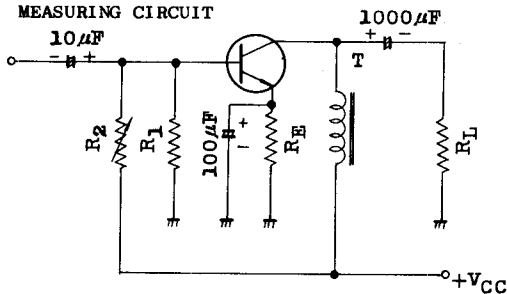 MEASURING CIRCUIT
10μF
1000μF
- +
+ -
T
R2
R1
100μF
+
-
RE
RL
+VCC